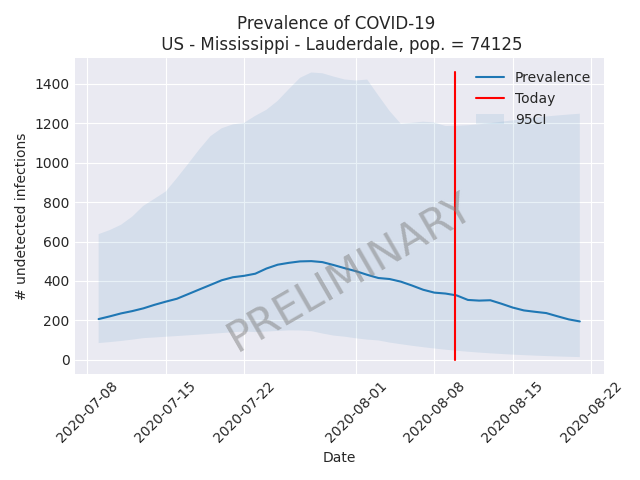 Prevalence of COVID-19
US - Mississippi - Lauderdale, pop. = 74125
Prevalence
Today
95CI
# undetected infections
1400
1200
1000
800
600
400
200
0
PRELIMINARY
2020-07-08
2020-07-15
2020-07-22
2020-08-01
2020-08-08
2020-08-15
2020-08-22
Date